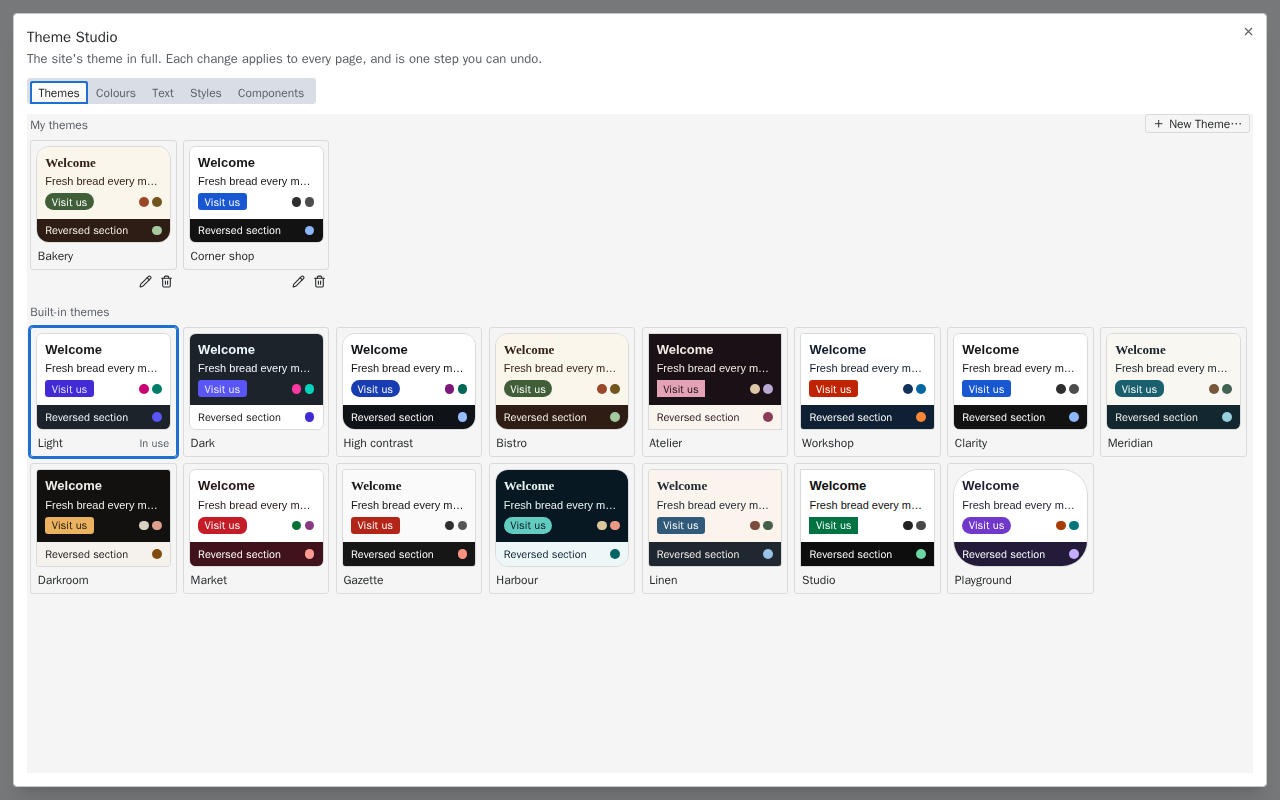 Theme Studio
The site's theme in full. Each change applies to every page, and is one step you can undo.
Themes Colours Text Styles Components
My themes
New Theme···
Welcome
Fresh bread every m…
Visit us
Reversed section
Bakery
Welcome
Fresh bread every m…
Visit us
Reversed section
Corner shop
Built-in themes
Welcome
Fresh bread every m…
Visit us
Reversed section
Light In use
Welcome
Fresh bread every m…
Visit us
Reversed section
Dark
Welcome
Fresh bread every m…
Visit us
Reversed section
High contrast
Welcome
Fresh bread every m…
Visit us
Reversed section
Bistro
Welcome
Fresh bread every m…
Visit us
Reversed section
Atelier
Welcome
Fresh bread every m…
Visit us
Reversed section
Workshop
Welcome
Fresh bread every m…
Visit us
Reversed section
Clarity
Welcome
Fresh bread every m…
Visit us
Reversed section
Meridian
Welcome
Fresh bread every m…
Visit us
Reversed section
Darkroom
Welcome
Fresh bread every m…
Visit us
Reversed section
Market
Welcome
Fresh bread every m…
Visit us
Reversed section
Gazette
Welcome
Fresh bread every m…
Visit us
Reversed section
Harbour
Welcome
Fresh bread every m…
Visit us
Reversed section
Linen
Welcome
Fresh bread every m…
Visit us
Reversed section
Studio
Welcome
Fresh bread every m…
Visit us
Reversed section
Playground